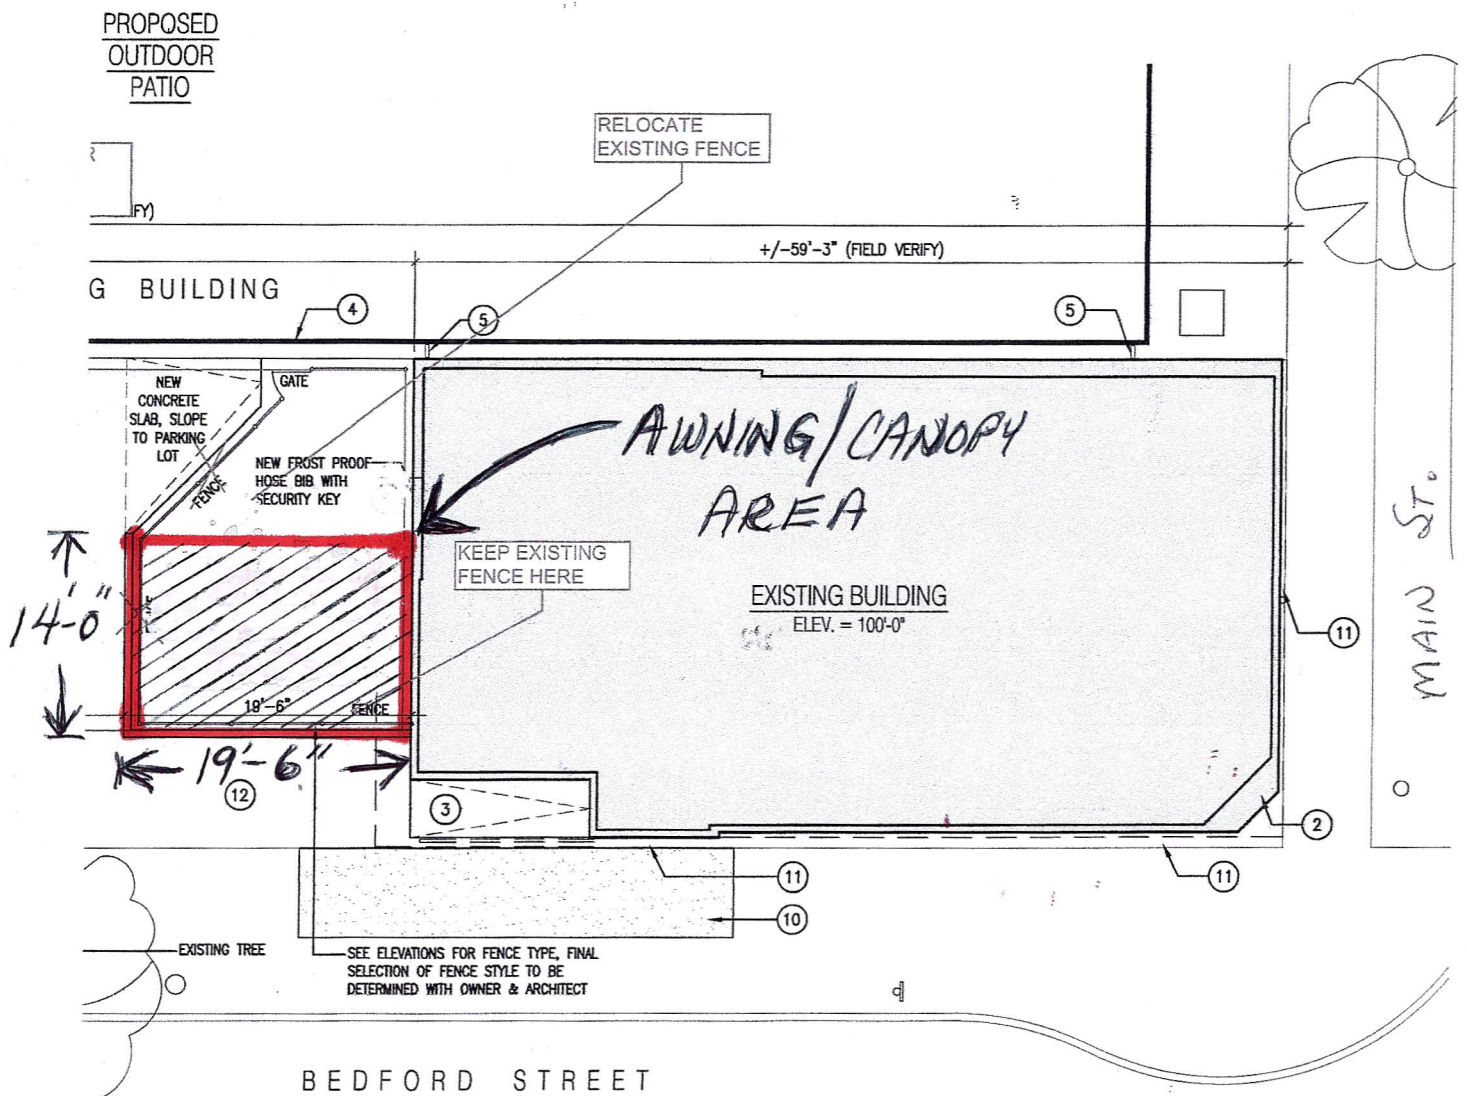 PROPOSED
OUTDOOR
PATIO
RELOCATE
EXISTING FENCE
FY)
+/-59'-3" (FIELD VERIFY)
G BUILDING
4
5
5
NEW
CONCRETE
SLAB, SLOPE
TO PARKING
LOT
GATE
NEW FROST PROOF
HOSE BIB WITH
SECURITY KEY
FENCE
AWNING/CANOPY
AREA
KEEP EXISTING
FENCE HERE
EXISTING BUILDING
ELEV. = 100'-0"
14'-0"
19'-6"
FENCE
19'-6"
12
3
11
2
11
11
10
MAIN ST.
EXISTING TREE
SEE ELEVATIONS FOR FENCE TYPE, FINAL
SELECTION OF FENCE STYLE TO BE
DETERMINED WITH OWNER & ARCHITECT
BEDFORD STREET